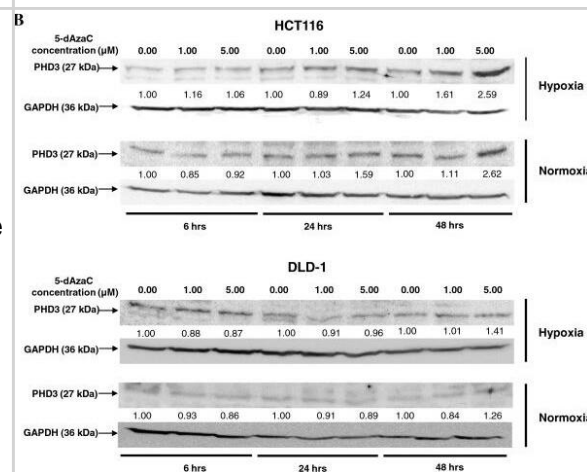 B
HCT116
5-dAzaC
concentration (µM) 0.00 1.00 5.00 0.00 1.00 5.00 0.00 1.00 5.00
PHD3 (27 kDa)
1.00 1.16 1.06 1.00 0.89 1.24 1.00 1.61 2.59
GAPDH (36 kDa)
Hypoxia
PHD3 (27 kDa)
1.00 0.85 0.92 1.00 1.03 1.59 1.00 1.11 2.62
GAPDH (36 kDa)
Normoxia
6 hrs 24 hrs 48 hrs
e
DLD-1
5-dAzaC
concentration (µM) 0.00 1.00 5.00 0.00 1.00 5.00 0.00 1.00 5.00
PHD3 (27 kDa)
1.00 0.88 0.87 1.00 0.91 0.96 1.00 1.01 1.41
GAPDH (36 kDa)
Hypoxia
PHD3 (27 kDa)
1.00 0.93 0.86 1.00 0.91 0.89 1.00 0.84 1.26
GAPDH (36 kDa)
Normoxia
6 hrs 24 hrs 48 hrs